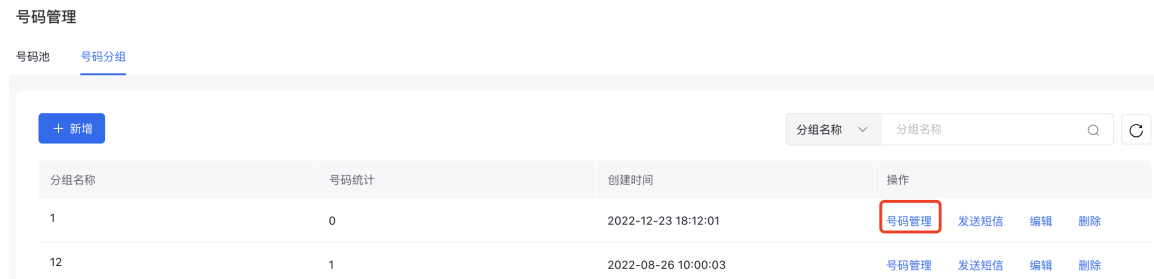 号码管理
号码池 号码分组
+ 新增 分组名称 分组名称
分组名称 号码统计 创建时间 操作
1 0 2022-12-23 18:12:01 号码管理 发送短信 编辑 删除
12 1 2022-08-26 10:00:03 号码管理 发送短信 编辑 删除